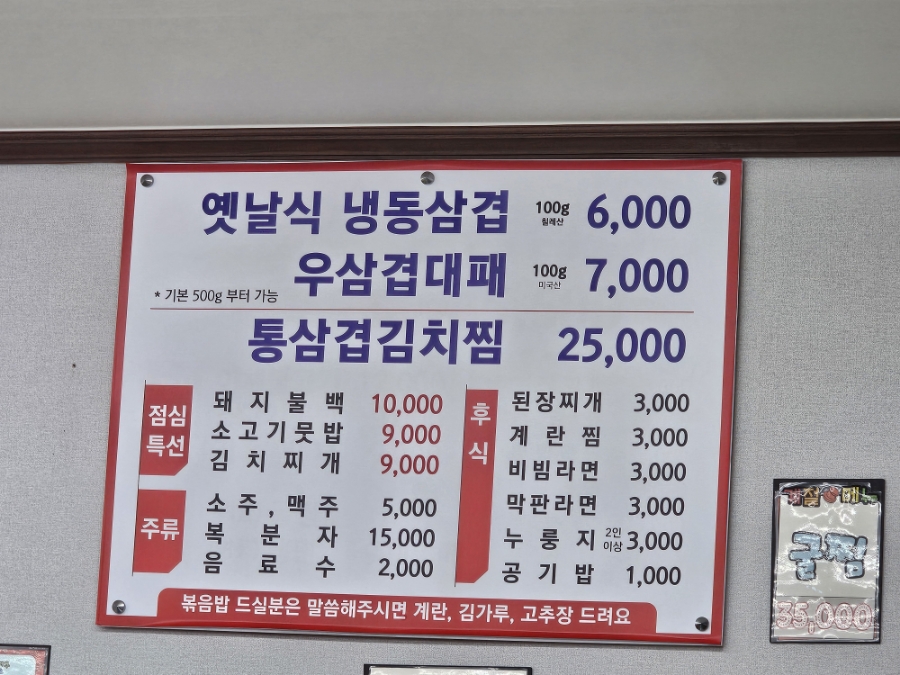 옛날식 냉동삼겹 100g 칠레산 6,000
우삼겹대패 100g 미국산 7,000
* 기본 500g 부터 가능
통삼겹김치찜 25,000
점심특선
돼지불백 10,000
소고기뭇밥 9,000
김치찌개 9,000
주류
소주,맥주 5,000
복분자 15,000
음료수 2,000
후식
된장찌개 3,000
계란찜 3,000
비빔라면 3,000
막판라면 3,000
누룽지 2인이상 3,000
공기밥 1,000
볶음밥 드실분은 말씀해주시면 계란, 김가루, 고추장 드려요
굴찜
35,000